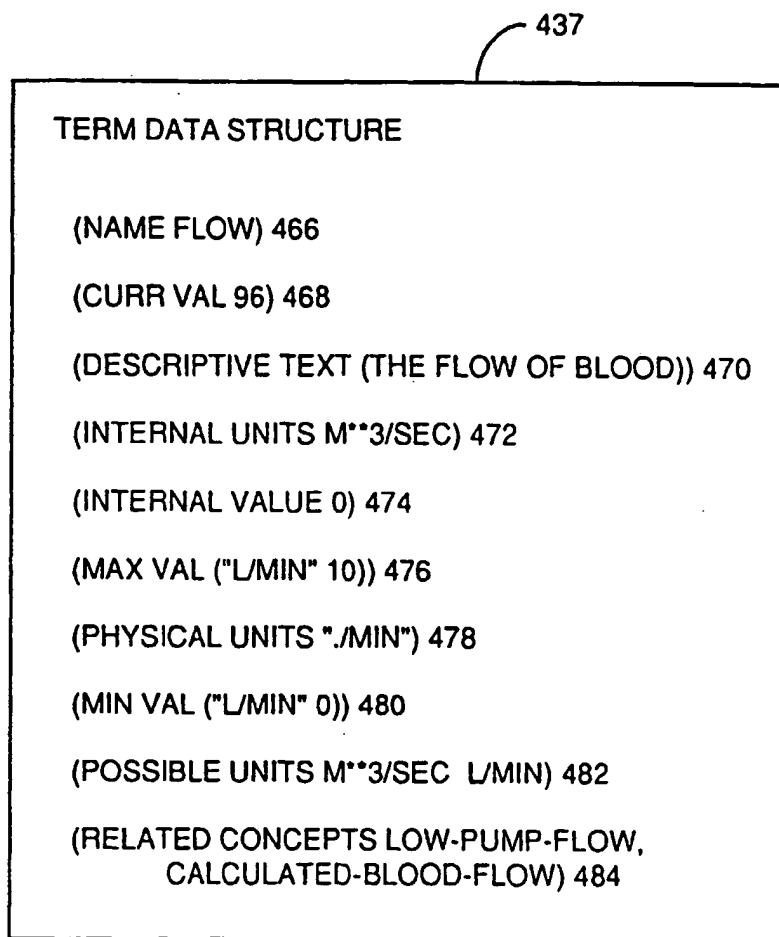 437
TERM DATA STRUCTURE
(NAME FLOW) 466
(CURR VAL 96) 468
(DESCRIPTIVE TEXT (THE FLOW OF BLOOD)) 470
(INTERNAL UNITS M**3/SEC) 472
(INTERNAL VALUE 0) 474
(MAX VAL ("L/MIN" 10)) 476
(PHYSICAL UNITS "./MIN") 478
(MIN VAL ("L/MIN" 0)) 480
(POSSIBLE UNITS M**3/SEC L/MIN) 482
(RELATED CONCEPTS LOW-PUMP-FLOW,
CALCULATED-BLOOD-FLOW) 484